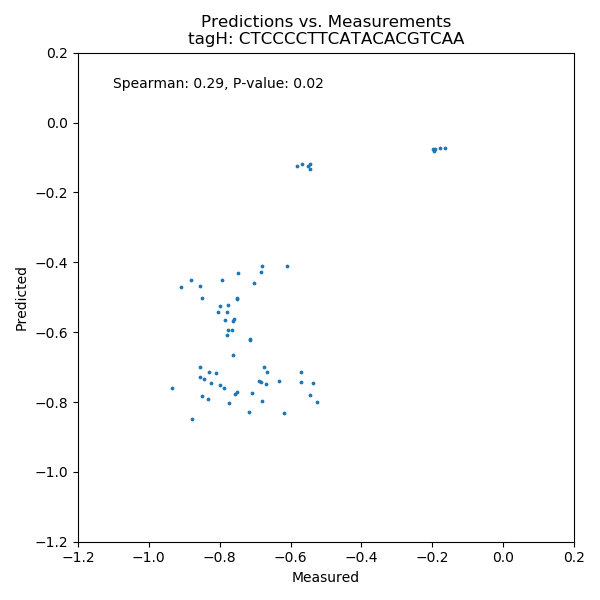 Predictions vs. Measurements
tagH: CTCCCCTTCATACACGTCAA
Spearman: 0.29, P-value: 0.02
0.2
0.0
−0.2
−0.4
−0.6
−0.8
−1.0
−1.2
Predicted
−1.2 −1.0 −0.8 −0.6 −0.4 −0.2 0.0 0.2
Measured